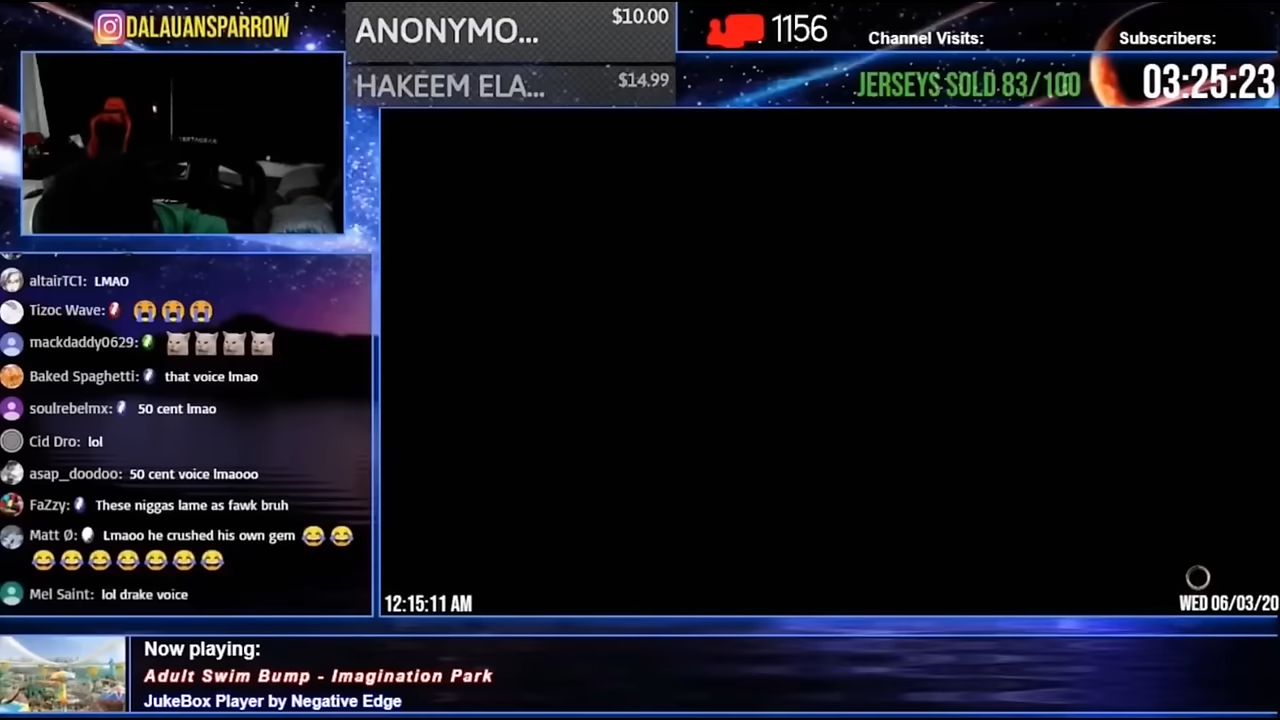 DALAUANSPARROW
ANONYMO... $10.00
HAKEEM ELA... $14.99
1156
Channel Visits:
Subscribers:
JERSEYS SOLD 83/100
03:25:23
altairTC1: LMAO
Tizoc Wave: 😭😭😭
mackdaddy0629:
Baked Spaghetti: that voice lmao
soulrebelmx: 50 cent lmao
Cid Dro: lol
asap_doodoo: 50 cent voice lmaooo
FaZzy: These niggas lame as fawk bruh
Matt Ø: Lmaoo he crushed his own gem 😂😂
😂😂😂😂😂😂😂
Mel Saint: lol drake voice
12:15:11 AM
WED 06/03/20
Now playing:
Adult Swim Bump - Imagination Park
JukeBox Player by Negative Edge